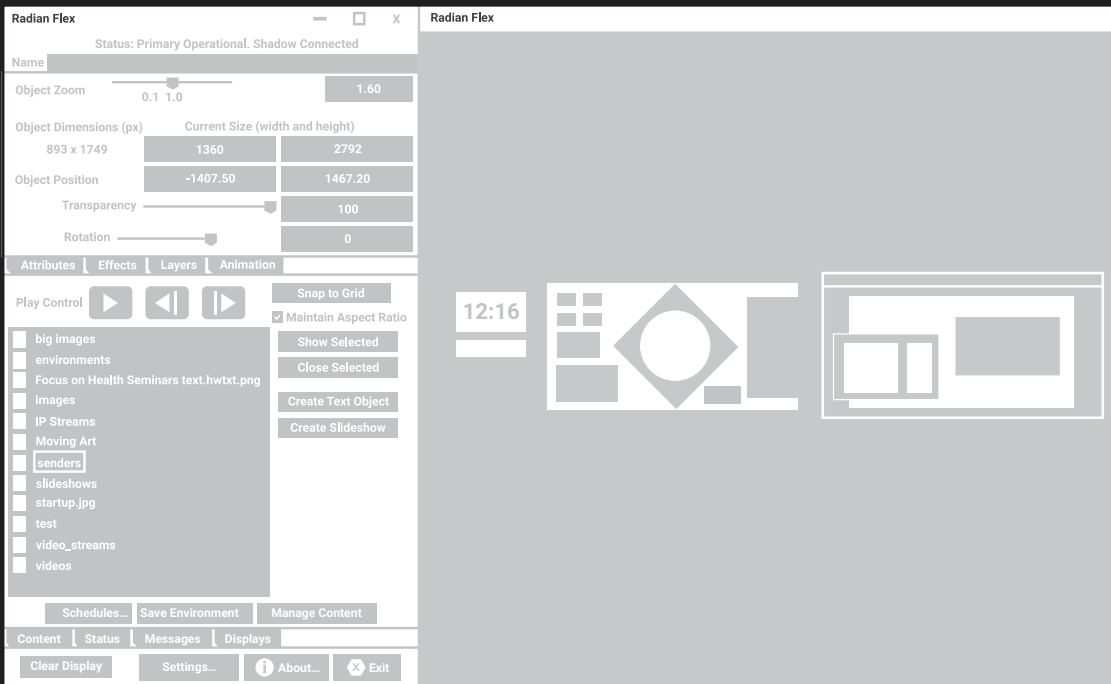 Radian Flex
X
Radian Flex
Status: Primary Operational. Shadow Connected
Name
Object Zoom
0.1 1.0
1.60
Object Dimensions (px)
Current Size (width and height)
893 x 1749
1360
2792
Object Position
-1407.50
1467.20
Transparency
100
Rotation
0
Attributes
Effects
Layers
Animation
Play Control
Snap to Grid
Maintain Aspect Ratio
Show Selected
Close Selected
Create Text Object
Create Slideshow
big images
environments
Focus on Health Seminars text.hwtxt.png
images
IP Streams
Moving Art
senders
slideshows
startup.jpg
test
video_streams
videos
Schedules...
Save Environment
Manage Content
Content
Status
Messages
Displays
Clear Display
Settings...
i About...
X Exit
12:16